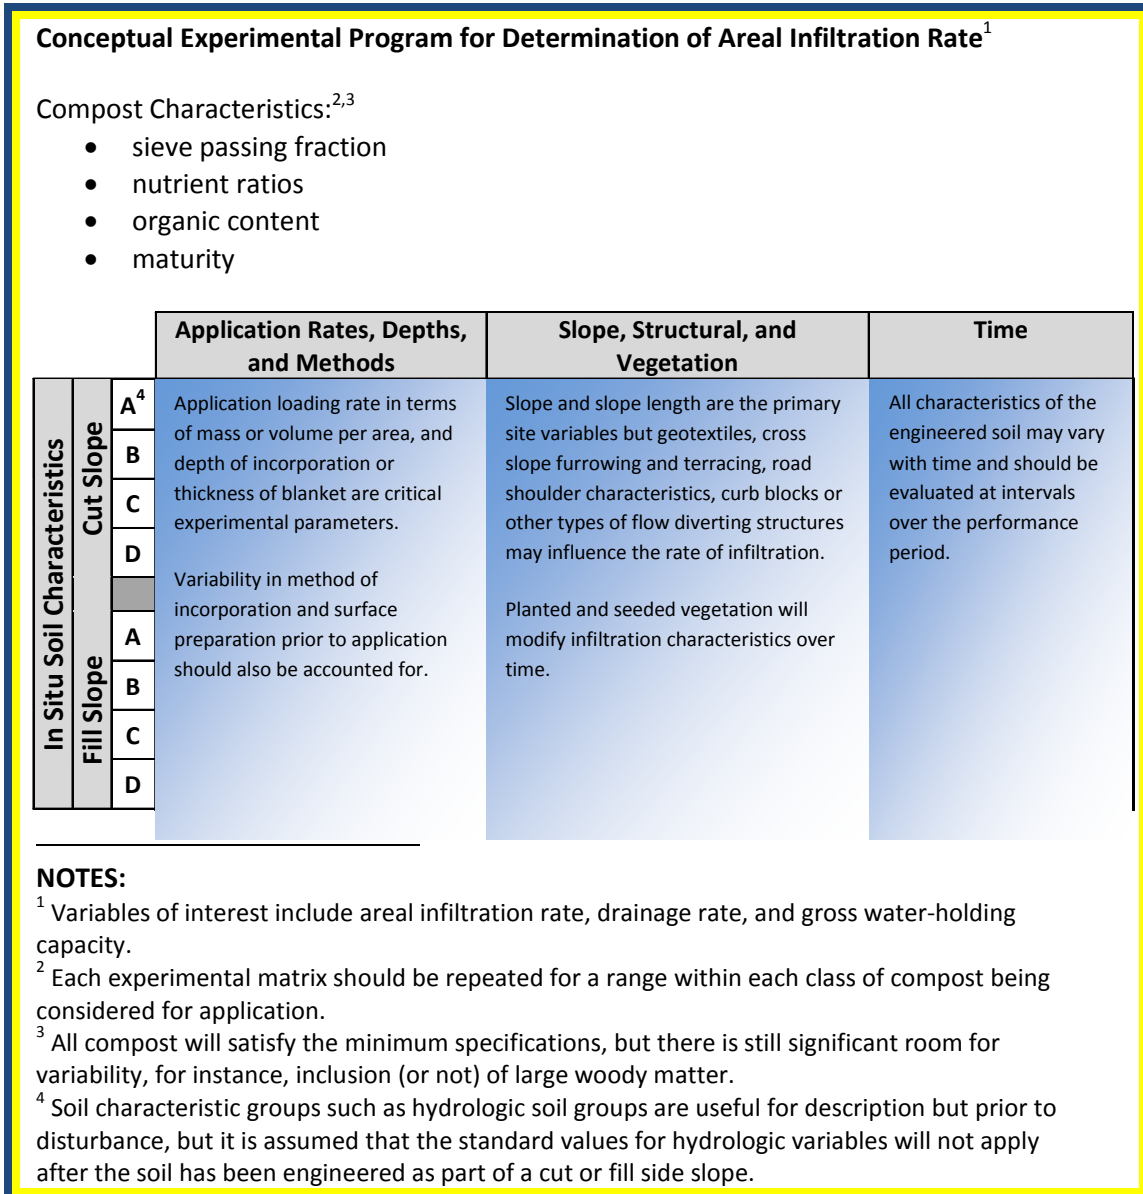 Conceptual Experimental Program for Determination of Areal Infiltration Rate1
Compost Characteristics:2,3
• sieve passing fraction
• nutrient ratios
• organic content
• maturity
Application Rates, Depths,
and Methods
Slope, Structural, and
Vegetation
Time
In Situ Soil Characteristics
Cut Slope
A4
B
C
D
Fill Slope
A
B
C
D
Application loading rate in terms
of mass or volume per area, and
depth of incorporation or
thickness of blanket are critical
experimental parameters.
Variability in method of
incorporation and surface
preparation prior to application
should also be accounted for.
Slope and slope length are the primary
site variables but geotextiles, cross
slope furrowing and terracing, road
shoulder characteristics, curb blocks or
other types of flow diverting structures
may influence the rate of infiltration.
Planted and seeded vegetation will
modify infiltration characteristics over
time.
All characteristics of the
engineered soil may vary
with time and should be
evaluated at intervals
over the performance
period.
NOTES:
1 Variables of interest include areal infiltration rate, drainage rate, and gross water-holding
capacity.
2 Each experimental matrix should be repeated for a range within each class of compost being
considered for application.
3 All compost will satisfy the minimum specifications, but there is still significant room for
variability, for instance, inclusion (or not) of large woody matter.
4 Soil characteristic groups such as hydrologic soil groups are useful for description but prior to
disturbance, but it is assumed that the standard values for hydrologic variables will not apply
after the soil has been engineered as part of a cut or fill side slope.